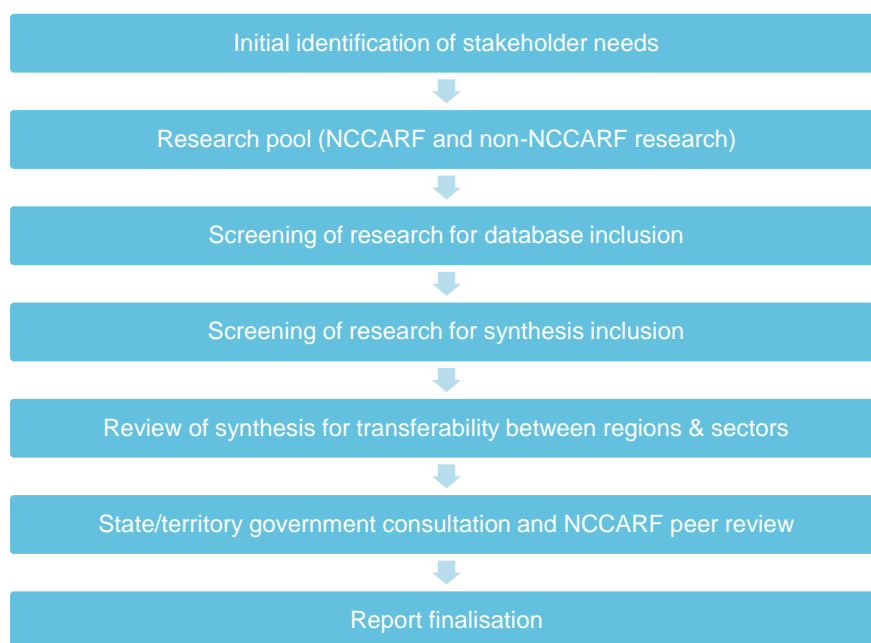 Initial identification of stakeholder needs
Research pool (NCCARF and non-NCCARF research)
Screening of research for database inclusion
Screening of research for synthesis inclusion
Review of synthesis for transferability between regions & sectors
State/territory government consultation and NCCARF peer review
Report finalisation